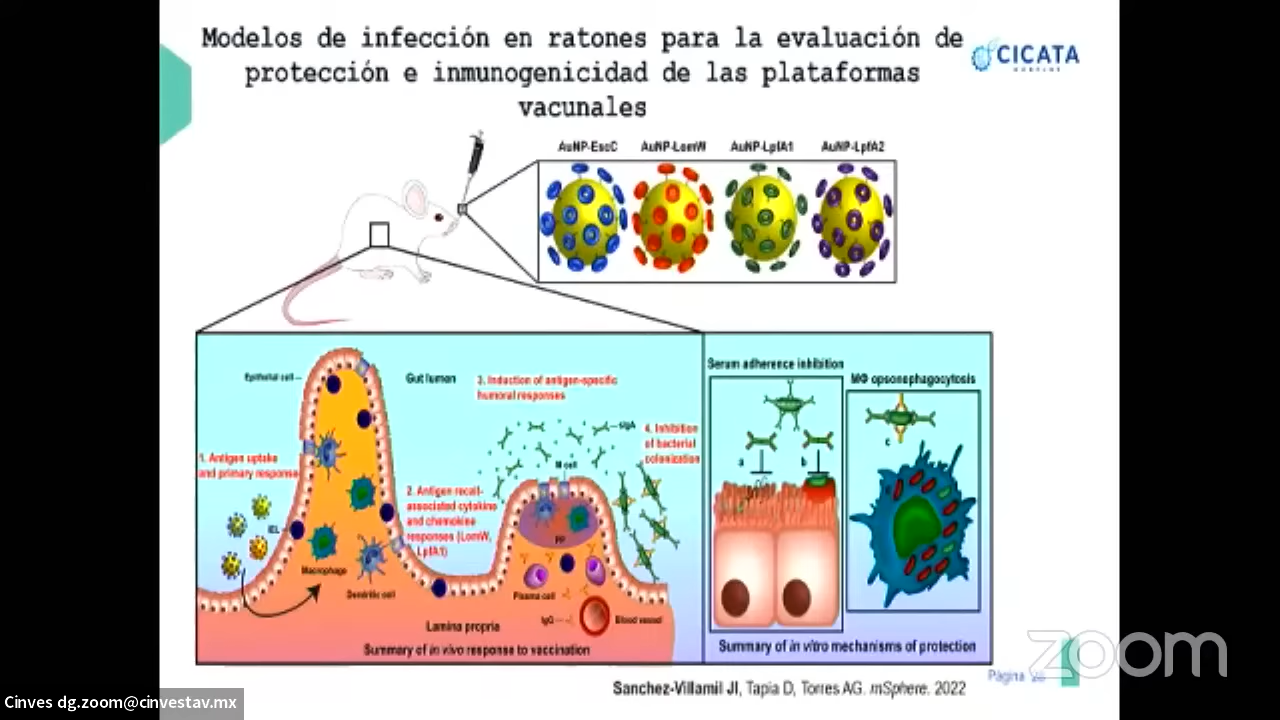 Modelos de infección en ratones para la evaluación de
protección e inmunogenicidad de las plataformas
vacunales
CICATA
AuNP-EscC
AuNP-LomW
AuNP-LpfA1
AuNP-LpfA2
Epithelial cell
Gut lumen
3. Induction of antigen-specific
humoral responses
sIgA
4. Inhibition
of bacterial
colonization
1. Antigen uptake
and primary response
M cell
2. Antigen recall-
associated cytokine
and chemokine
responses (LomW,
LpfA1)
IEL
PP
Macrophage
Dendritic cell
Plasma cell
IgG
Blood vessel
Lamina propria
Summary of in vivo response to vaccination
Serum adherence inhibition
a
b
MΦ opsonophagocytosis
c
Summary of in vitro mechanisms of protection
Sanchez-Villamil JI, Tapia D, Torres AG. mSphere. 2022
Página
zoom
Cinves dg.zoom@cinvestav.mx